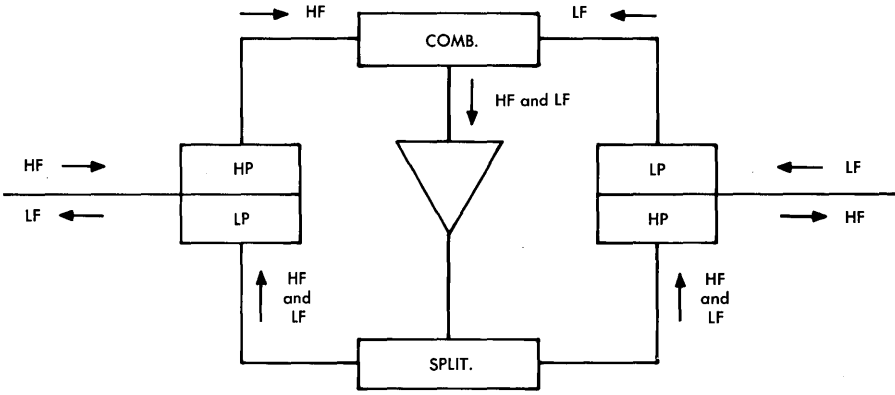 HF
LF
COMB.
HF and LF
HF
HP
LP
LF
LF
LP
HP
HF
HF
and
LF
HF
and
LF
SPLIT.